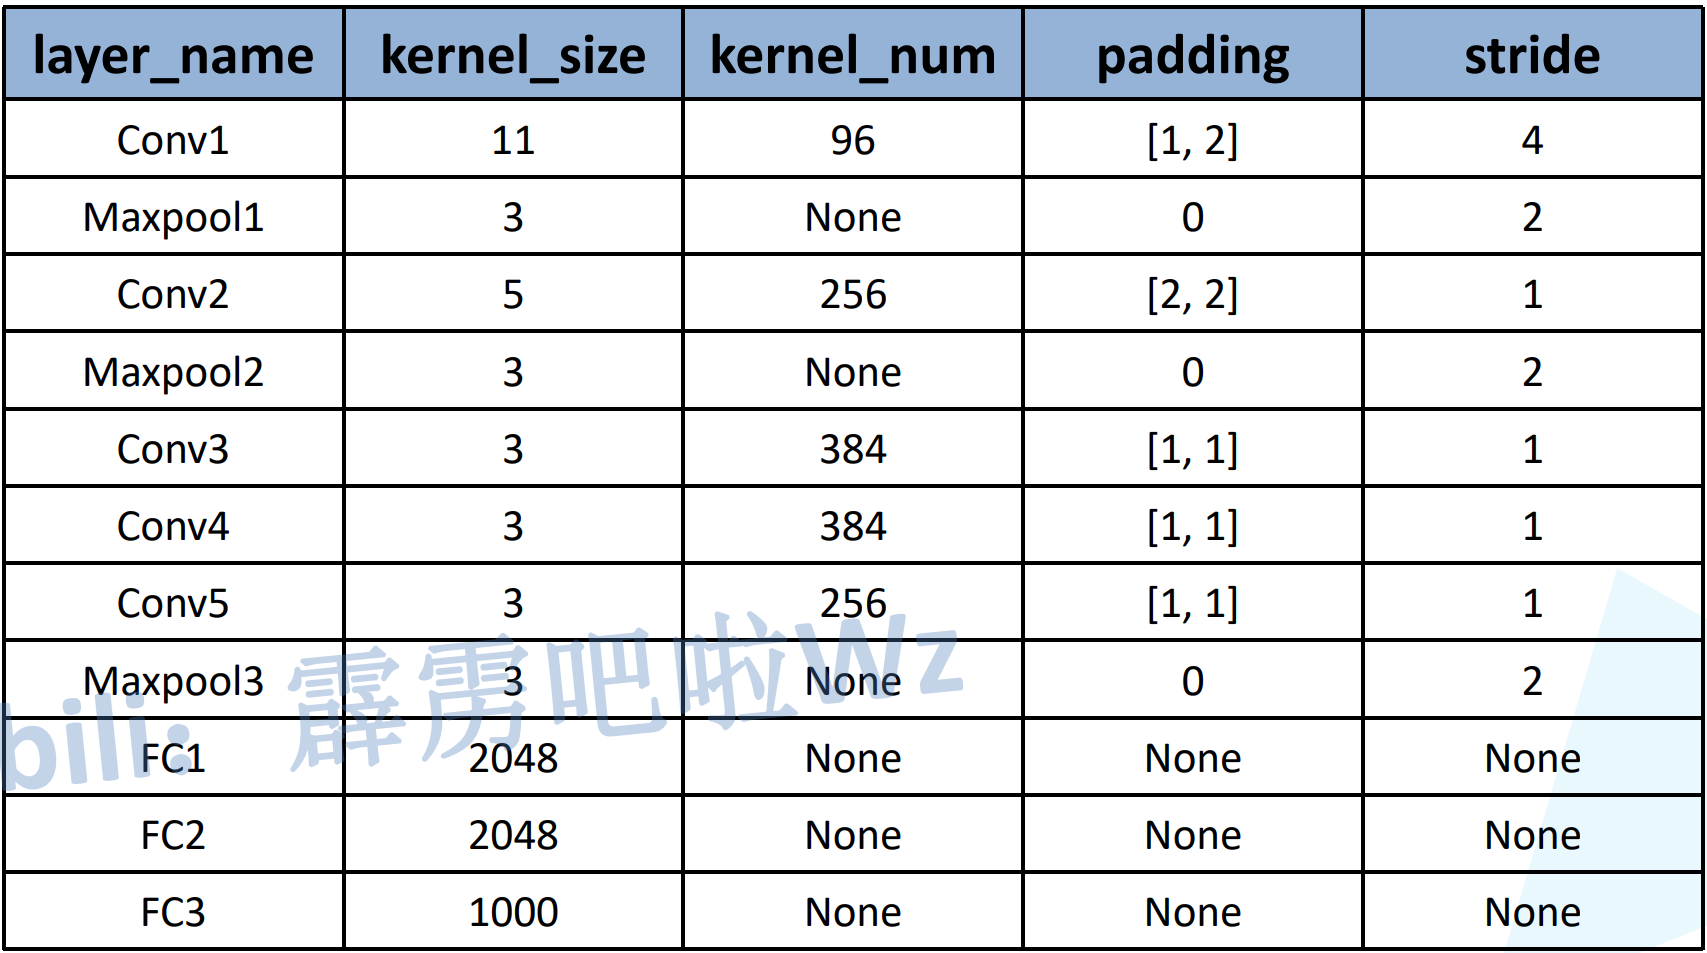 layer_name kernel_size kernel_num padding stride
Conv1 11 96 [1, 2] 4
Maxpool1 3 None 0 2
Conv2 5 256 [2, 2] 1
Maxpool2 3 None 0 2
Conv3 3 384 [1, 1] 1
Conv4 3 384 [1, 1] 1
Conv5 3 256 [1, 1] 1
Maxpool3 3 None 0 2
FC1 2048 None None None
FC2 2048 None None None
FC3 1000 None None None
bili: 霹雳吧啦Wz